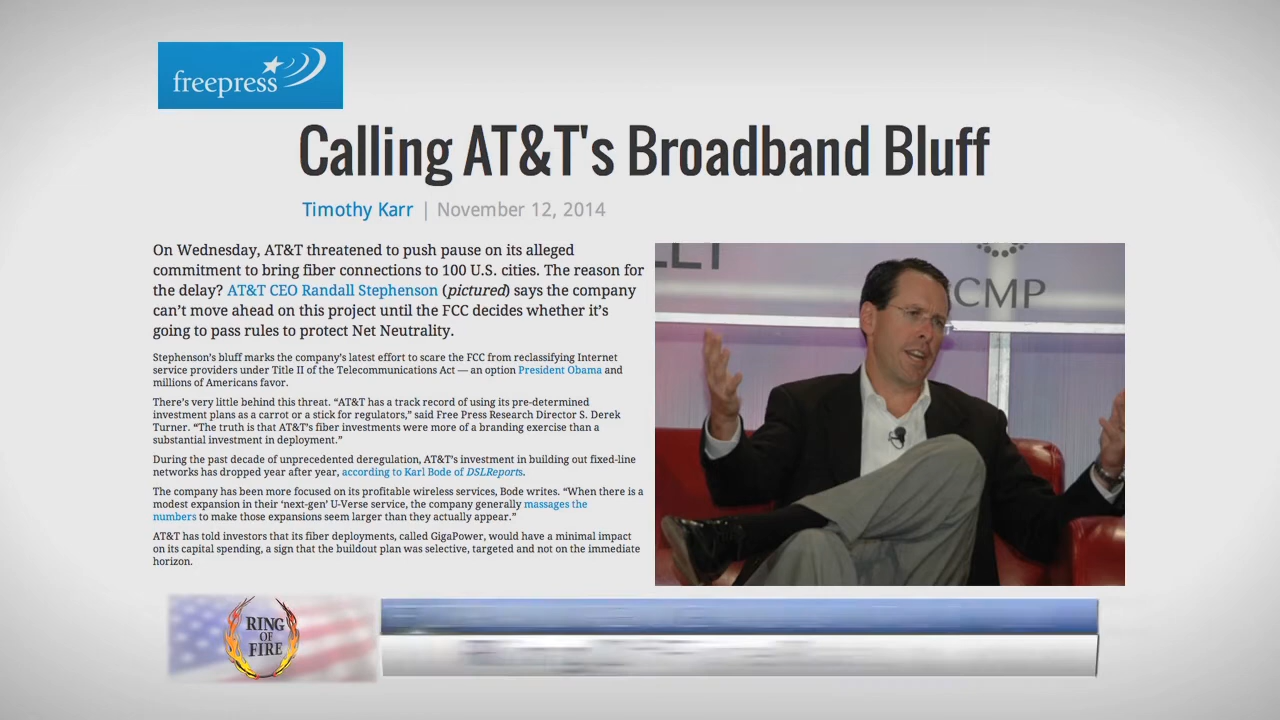 freepress
Calling AT&T's Broadband Bluff
Timothy Karr | November 12, 2014
On Wednesday, AT&T threatened to push pause on its alleged
commitment to bring fiber connections to 100 U.S. cities. The reason for
the delay? AT&T CEO Randall Stephenson (pictured) says the company
can’t move ahead on this project until the FCC decides whether it’s
going to pass rules to protect Net Neutrality.
Stephenson’s bluff marks the company’s latest effort to scare the FCC from reclassifying Internet
service providers under Title II of the Telecommunications Act — an option President Obama and
millions of Americans favor.
There’s very little behind this threat. “AT&T has a track record of using its pre-determined
investment plans as a carrot or a stick for regulators,” said Free Press Research Director S. Derek
Turner. “The truth is that AT&T’s fiber investments were more of a branding exercise than a
substantial investment in deployment.”
During the past decade of unprecedented deregulation, AT&T’s investment in building out fixed-line
networks has dropped year after year, according to Karl Bode of DSLReports.
The company has been more focused on its profitable wireless services, Bode writes. “When there is a
modest expansion in their ‘next-gen’ U-Verse service, the company generally massages the
numbers to make those expansions seem larger than they actually appear.”
AT&T has told investors that its fiber deployments, called GigaPower, would have a minimal impact
on its capital spending, a sign that the buildout plan was selective, targeted and not on the immediate
horizon.
CMP
RING
OF
FIRE